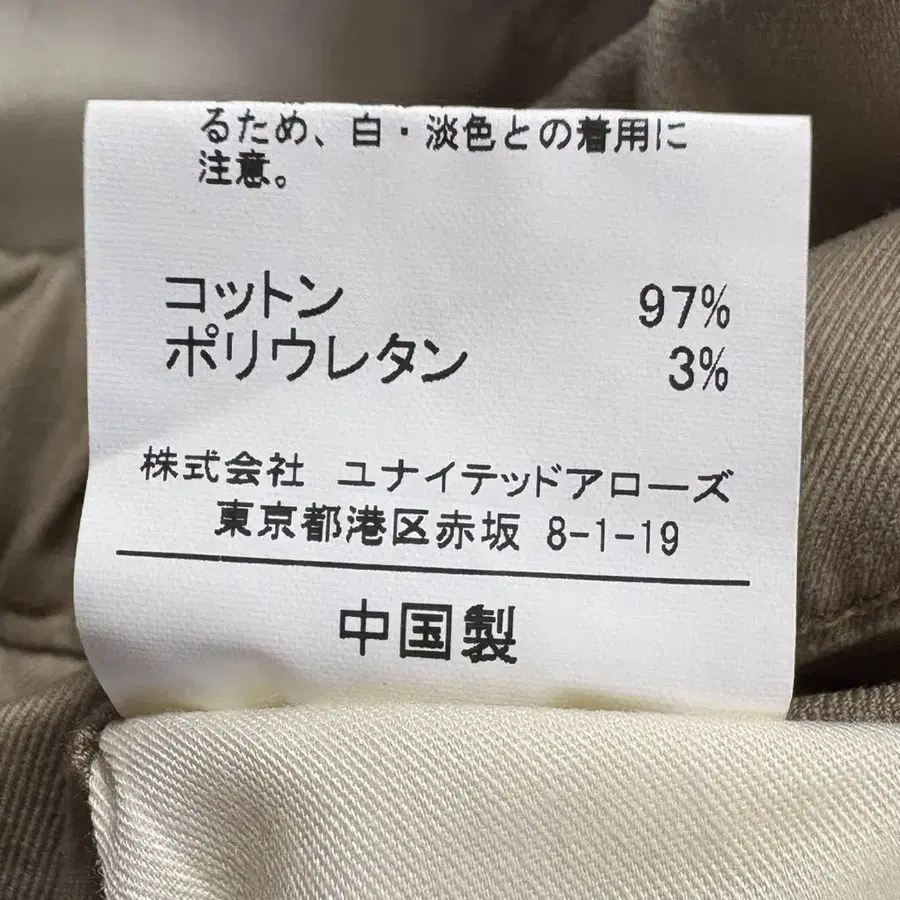 るため、白・淡色との着用に
注意。
コットン 97%
ポリウレタン 3%
株式会社 ユナイテッドアローズ
東京都港区赤坂 8-1-19
中国製